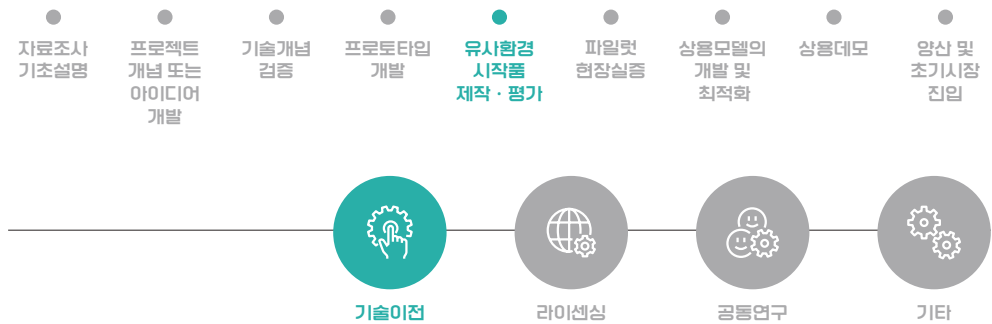 자료조사
기초설명
프로젝트
개념 또는
아이디어
개발
기술개념
검증
프로토타입
개발
유사환경
시작품
제작 · 평가
파일럿
현장실증
상용모델의
개발 및
최적화
상용데모
양산 및
초기시장
진입
기술이전
라이센싱
공동연구
기타